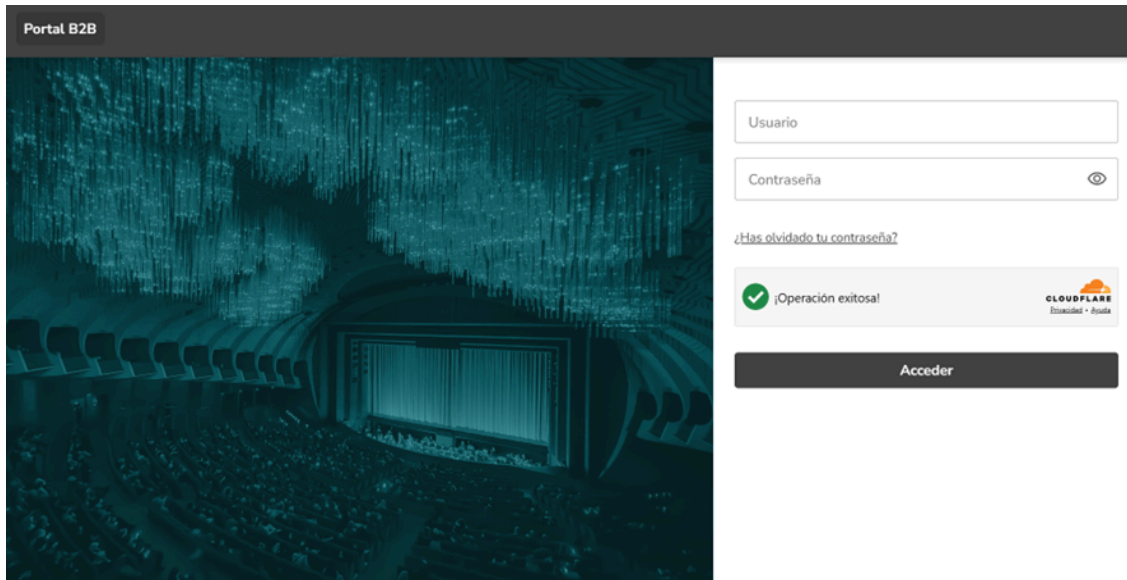 Portal B2B
Usuario
Contraseña
¿Has olvidado tu contraseña?
¡Operación exitosa!
CLOUDFLARE
Privacidad • Ayuda
Acceder